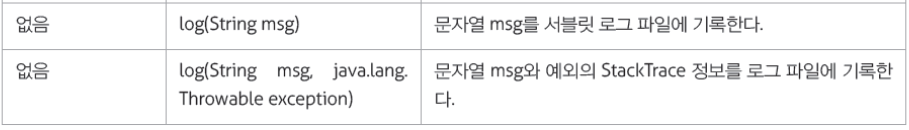 없음 log(String msg) 문자열 msg를 서블릿 로그 파일에 기록한다.
없음 log(String msg, java.lang. 문자열 msg와 예외의 StackTrace 정보를 로그 파일에 기록한
Throwable exception) 다.